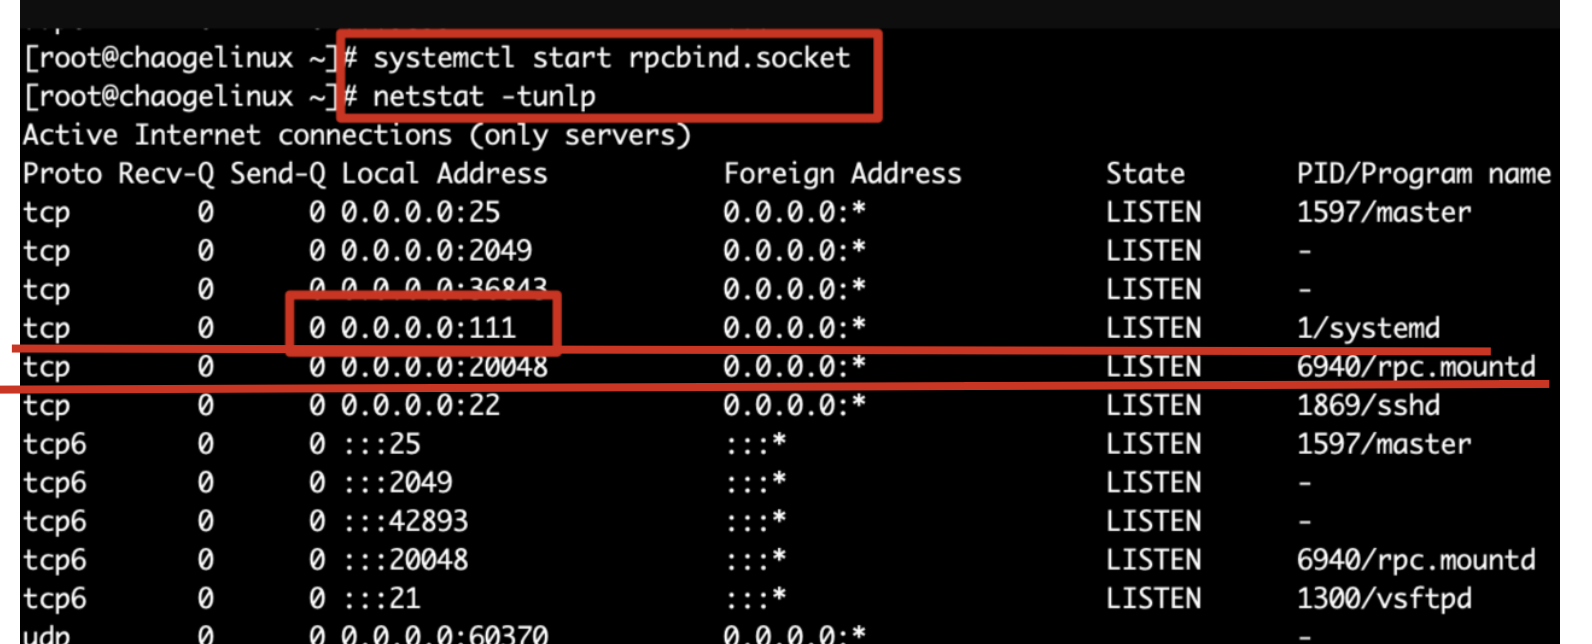 [root@chaogelinux ~]# systemctl start rpcbind.socket
[root@chaogelinux ~]# netstat -tunlp
Active Internet connections (only servers)
Proto Recv-Q Send-Q Local Address Foreign Address State PID/Program name
tcp 0 0 0.0.0.0:25 0.0.0.0:* LISTEN 1597/master
tcp 0 0 0.0.0.0:2049 0.0.0.0:* LISTEN -
tcp 0 0 0.0.0.0:36843 0.0.0.0:* LISTEN -
tcp 0 0 0.0.0.0:111 0.0.0.0:* LISTEN 1/systemd
tcp 0 0 0.0.0.0:20048 0.0.0.0:* LISTEN 6940/rpc.mountd
tcp 0 0 0.0.0.0:22 0.0.0.0:* LISTEN 1869/sshd
tcp6 0 0 :::25 :::* LISTEN 1597/master
tcp6 0 0 :::2049 :::* LISTEN -
tcp6 0 0 :::42893 :::* LISTEN -
tcp6 0 0 :::20048 :::* LISTEN 6940/rpc.mountd
tcp6 0 0 :::21 :::* LISTEN 1300/vsftpd
udp 0 0 0.0.0.0:60370 0.0.0.0:* -